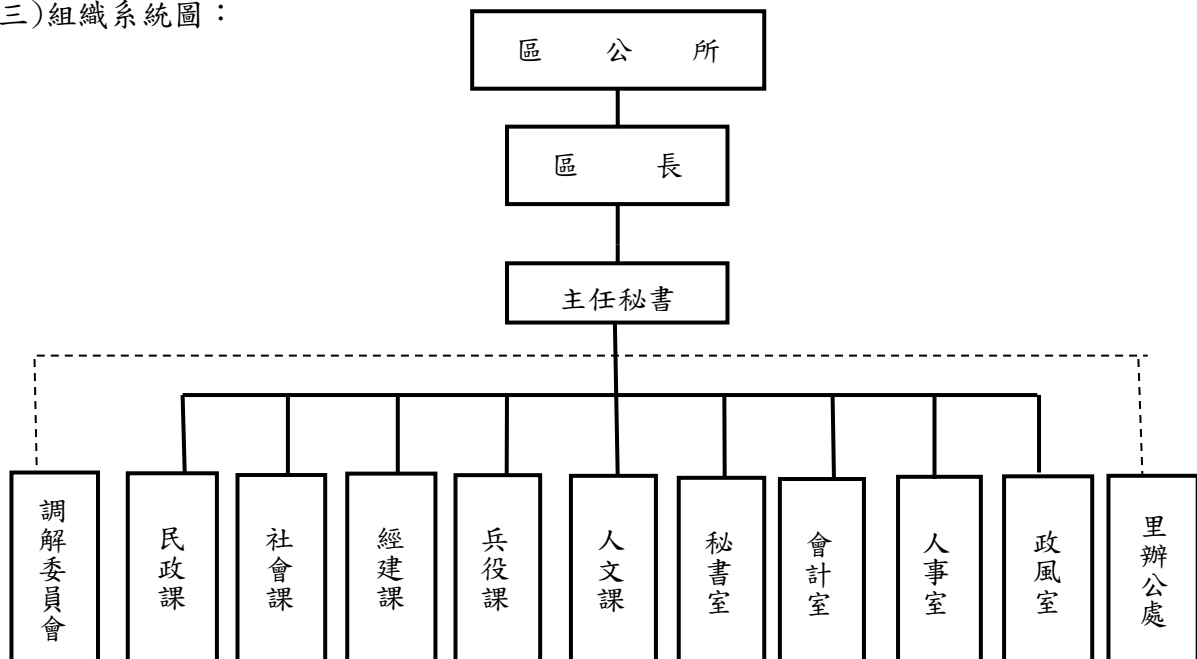 三)組織系統圖：
區 公 所
區 長
主任秘書
調解委員會
民政課
社會課
經建課
兵役課
人文課
秘書室
會計室
人事室
政風室
里辦公處